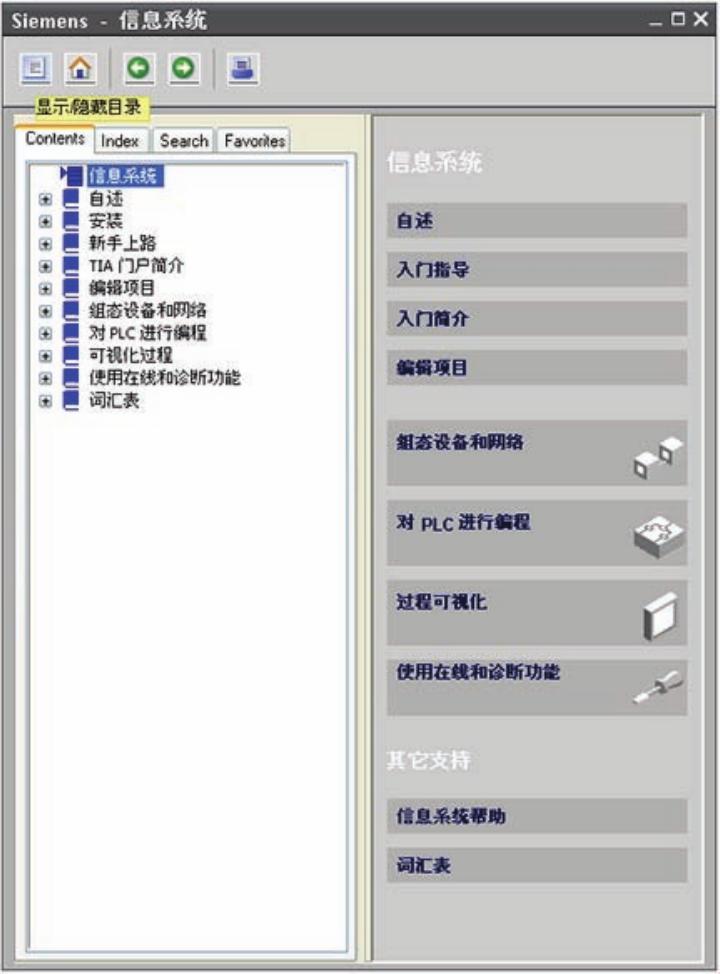 Siemens - 信息系统
显示/隐藏目录
Contents Index Search Favorites
信息系统
自述
安装
新手上路
TIA 门户简介
编辑项目
组态设备和网络
对 PLC 进行编程
可视化过程
使用在线和诊断功能
词汇表
信息系统
自述
入门指导
入门简介
编辑项目
组态设备和网络
对 PLC 进行编程
过程可视化
使用在线和诊断功能
其它支持
信息系统帮助
词汇表